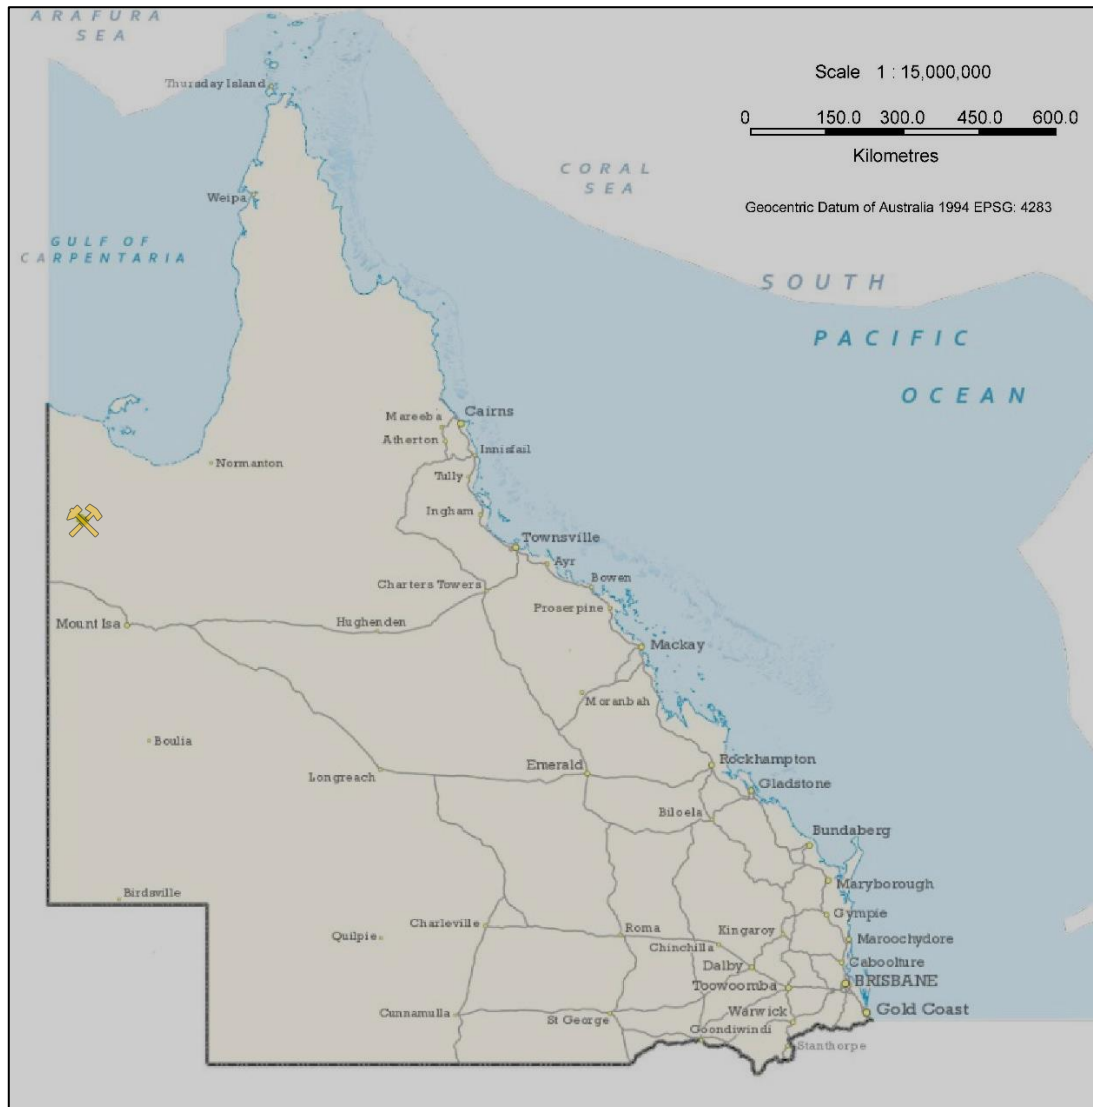 ARAFURA
SEA
Thursday Island
Scale 1 : 15,000,000
0 150.0 300.0 450.0 600.0
Kilometres
CORAL
SEA
Weipa
Geocentric Datum of Australia 1994 EPSG: 4283
GULF OF
CARPENTARIA
SOUTH
PACIFIC
OCEAN
Cairns
Mareeba
Atherton
Innisfail
Normanton
Tully
Ingham
Townsville
Ayr
Bowen
Charters Towers
Proserpine
Mount Isa
Hughenden
Mackay
Moranbah
Boulia
Rockhampton
Emerald
Longreach
Gladstone
Biloela
Bundaberg
Maryborough
Birdsville
Gympie
Charleville
Roma
Kingaroy
Quilpie
Maroochydore
Chinchilla
Caboolture
Dalby
BRISBANE
Toowoomba
Gold Coast
Warwick
Cunnamulla
St George
Goondiwindi
Stanthorpe